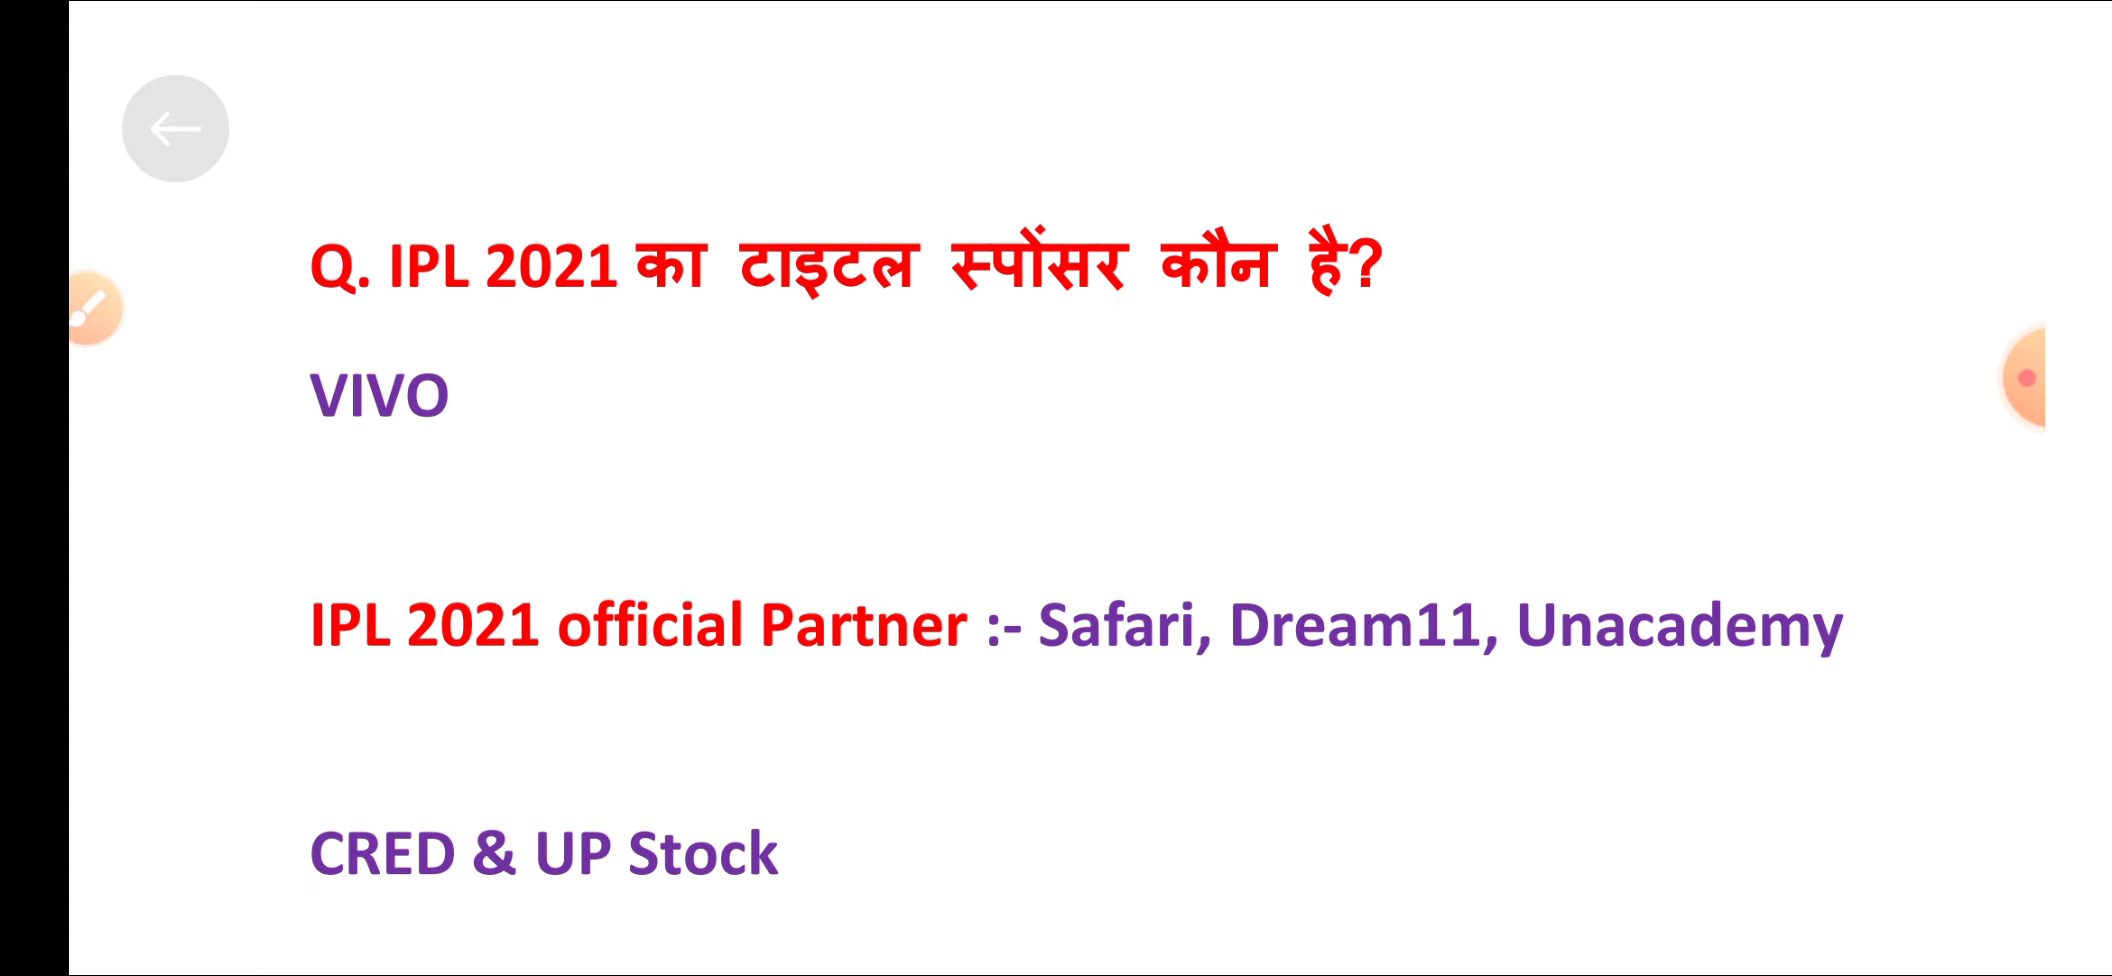 Q. IPL 2021 का टाइटल स्पोंसर कौन है?
VIVO
IPL 2021 official Partner :- Safari, Dream11, Unacademy
CRED & UP Stock